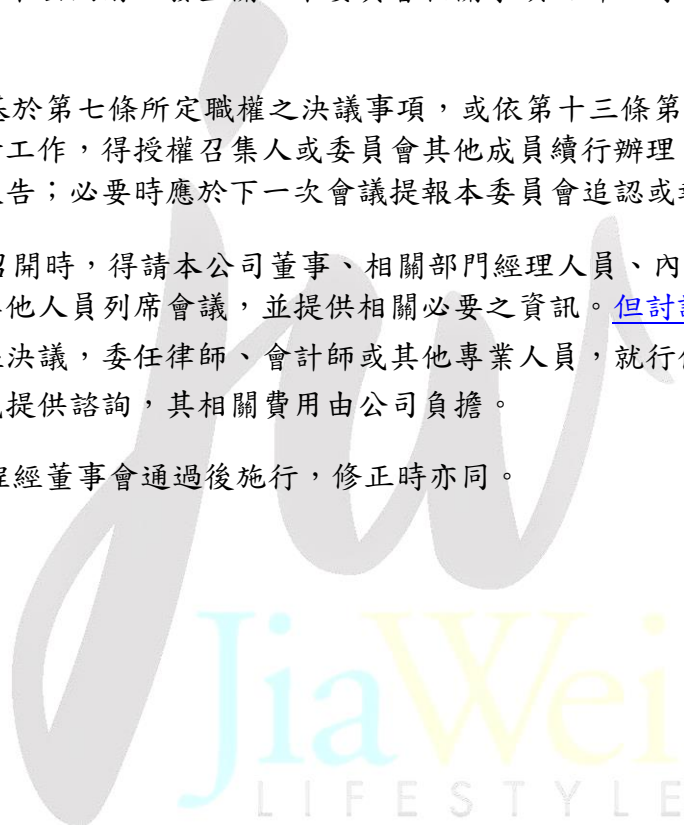 基於第七條所定職權之決議事項，或依第十三條第
工作，得授權召集人或委員會其他成員續行辦理
告；必要時應於下一次會議提報本委員會追認或
召開時，得請本公司董事、相關部門經理人員、內
他人員列席會議，並提供相關必要之資訊。但討
決議，委任律師、會計師或其他專業人員，就行
提供諮詢，其相關費用由公司負擔。
程經董事會通過後施行，修正時亦同。
jw
JiaWei
LIFESTYLE